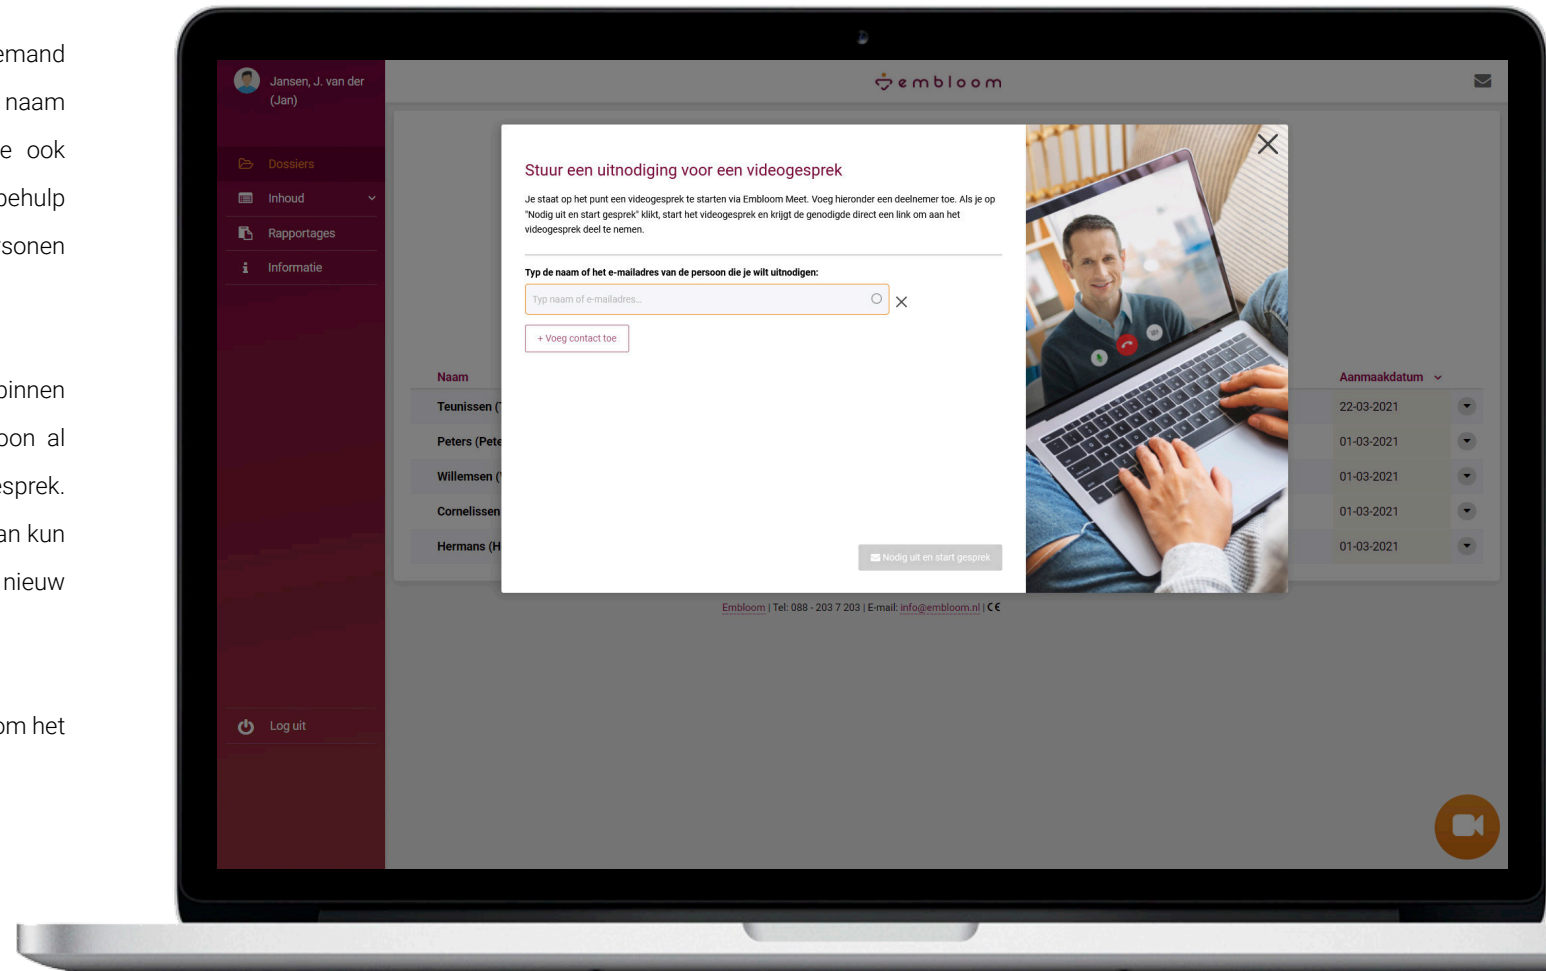 emand
naam
e ook
behulp
rsonen
binnen
oon al
esprek.
an kun
nieuw
om het
Jansen, J. van der
(Jan)
embloom
Dossiers
Inhoud
Rapportages
Informatie
Log uit
Stuur een uitnodiging voor een videogesprek
Je staat op het punt een videogesprek te starten via Embloom Meet. Voeg hieronder een deelnemer toe. Als je op
"Nodig uit en start gesprek" klikt, start het videogesprek en krijgt de genodigde direct een link om aan het
videogesprek deel te nemen.
Typ de naam of het e-mailadres van de persoon die je wilt uitnodigen:
Typ naam of e-mailadres...
+ Voeg contact toe
Nodig uit en start gesprek
Naam Aanmaakdatum
Teunissen (T 22-03-2021
Peters (Pete 01-03-2021
Willemsen ( 01-03-2021
Cornelissen 01-03-2021
Hermans (H 01-03-2021
Embloom | Tel: 088 - 203 7 203 | E-mail: info@embloom.nl | C€